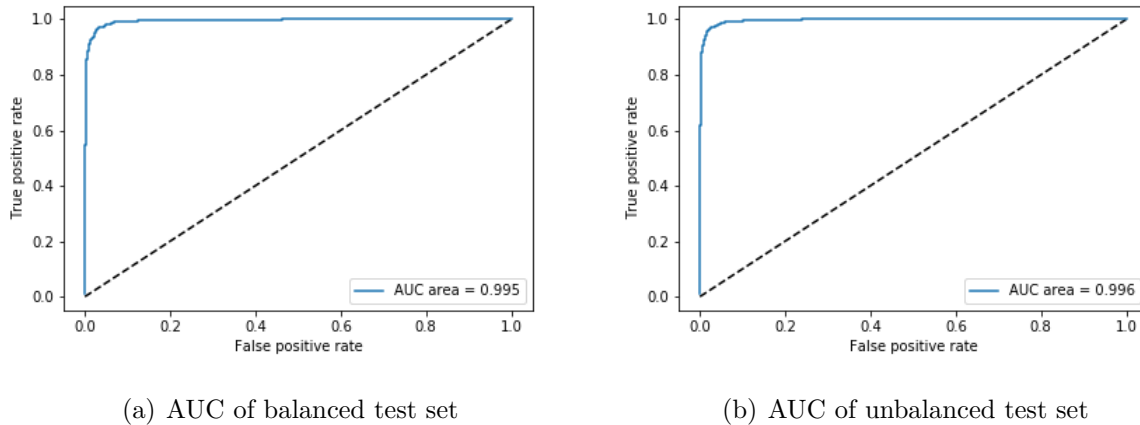 1.0
0.8
0.6
0.4
0.2
0.0
True positive rate
0.0 0.2 0.4 0.6 0.8 1.0
False positive rate
AUC area = 0.995
(a) AUC of balanced test set
1.0
0.8
0.6
0.4
0.2
0.0
True positive rate
0.0 0.2 0.4 0.6 0.8 1.0
False positive rate
AUC area = 0.996
(b) AUC of unbalanced test set